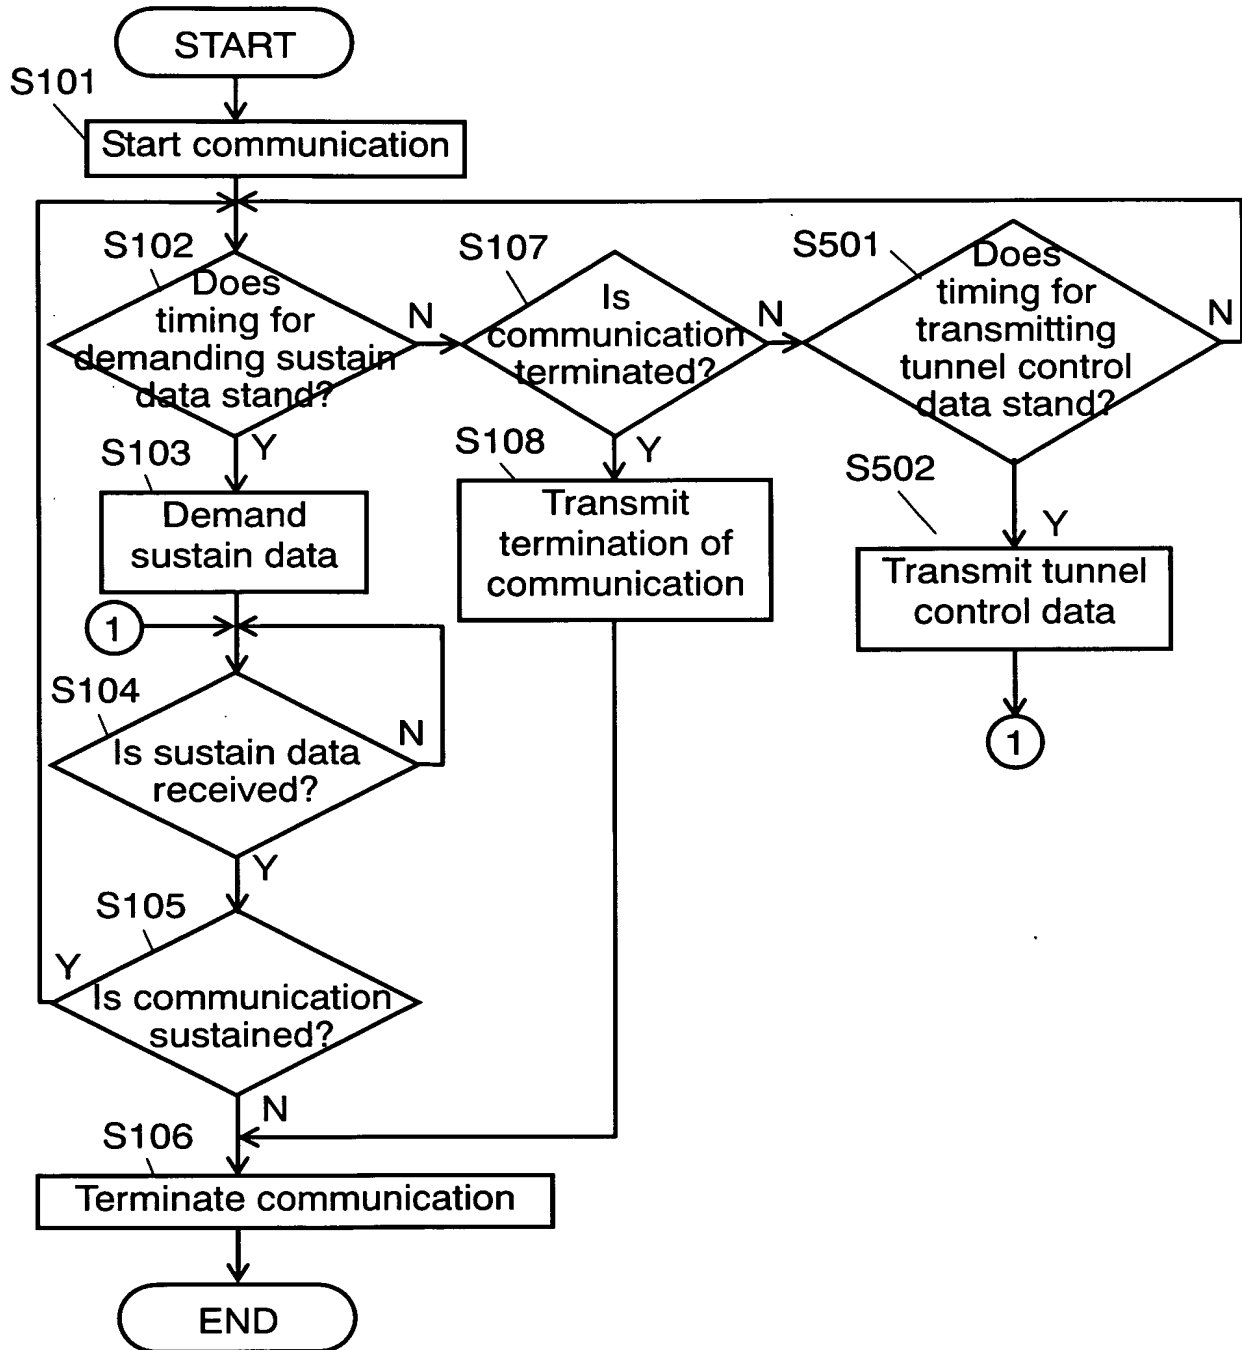 START
S101
Start communication
S102
Does
timing for
demanding sustain
data stand?
N
Y
S107
Is
communication
terminated?
N
Y
S501
Does
timing for
transmitting
tunnel control
data stand?
N
Y
S103
Demand
sustain data
S108
Transmit
termination of
communication
S502
Transmit tunnel
control data
1
1
S104
Is sustain data
received?
N
Y
S105
Is communication
sustained?
Y
N
S106
Terminate communication
END